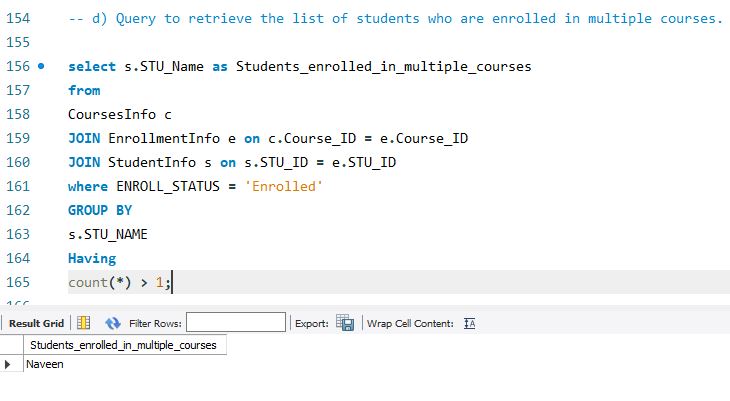 154 -- d) Query to retrieve the list of students who are enrolled in multiple courses.
155
156 select s.STU_Name as Students_enrolled_in_multiple_courses
157 from
158 CoursesInfo c
159 JOIN EnrollmentInfo e on c.Course_ID = e.Course_ID
160 JOIN StudentInfo s on s.STU_ID = e.STU_ID
161 where ENROLL_STATUS = 'Enrolled'
162 GROUP BY
163 s.STU_NAME
164 Having
165 count(*) > 1;
Result Grid Filter Rows: Export: Wrap Cell Content: IA
Students_enrolled_in_multiple_courses
Naveen